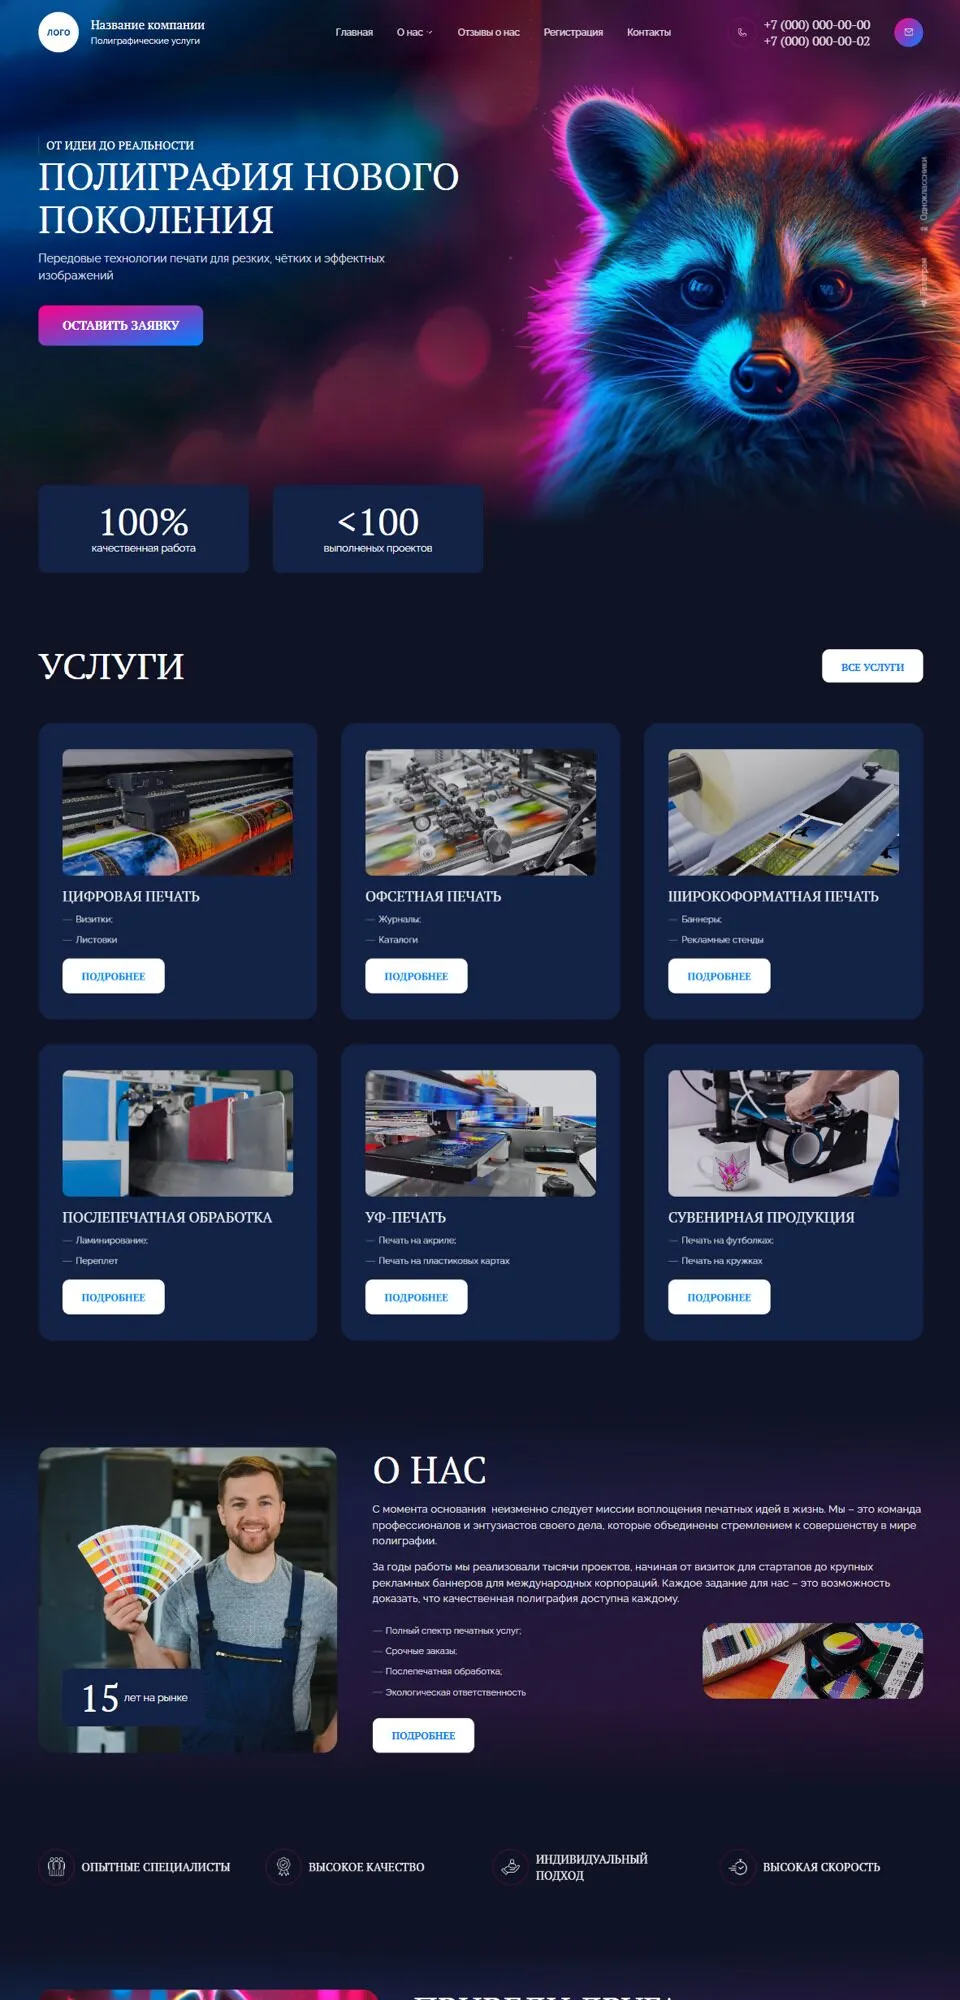 ЛОГО
Название компании
Полиграфические услуги
Главная
О нас
Отзывы о нас
Регистрация
Контакты
+7 (000) 000-00-00
+7 (000) 000-00-02
Одноклассники
ОТ ИДЕИ ДО РЕАЛЬНОСТИ
ПОЛИГРАФИЯ НОВОГО
ПОКОЛЕНИЯ
Передовые технологии печати для резких, чётких и эффектных
изображений
ОСТАВИТЬ ЗАЯВКУ
100%
качественная работа
<100
выполненых проектов
УСЛУГИ
ВСЕ УСЛУГИ
ЦИФРОВАЯ ПЕЧАТЬ
— Визитки;
— Листовки
ПОДРОБНЕЕ
ОФСЕТНАЯ ПЕЧАТЬ
— Журналы;
— Каталоги
ПОДРОБНЕЕ
ШИРОКОФОРМАТНАЯ ПЕЧАТЬ
— Баннеры;
— Рекламные стенды
ПОДРОБНЕЕ
ПОСЛЕПЕЧАТНАЯ ОБРАБОТКА
— Ламинирование;
— Переплет
ПОДРОБНЕЕ
УФ-ПЕЧАТЬ
— Печать на акриле;
— Печать на пластиковых картах
ПОДРОБНЕЕ
СУВЕНИРНАЯ ПРОДУКЦИЯ
— Печать на футболках;
— Печать на кружках
ПОДРОБНЕЕ
15 лет на рынке
О НАС
С момента основания  неизменно следует миссии воплощения печатных идей в жизнь. Мы – это команда
профессионалов и энтузиастов своего дела, которые объединены стремлением к совершенству в мире
полиграфии.
За годы работы мы реализовали тысячи проектов, начиная от визиток для стартапов до крупных
рекламных баннеров для международных корпораций. Каждое задание для нас – это возможность
доказать, что качественная полиграфия доступна каждому.
— Полный спектр печатных услуг;
— Срочные заказы;
— Послепечатная обработка;
— Экологическая ответственность
ПОДРОБНЕЕ
ОПЫТНЫЕ СПЕЦИАЛИСТЫ
ВЫСОКОЕ КАЧЕСТВО
ИНДИВИДУАЛЬНЫЙ
ПОДХОД
ВЫСОКАЯ СКОРОСТЬ